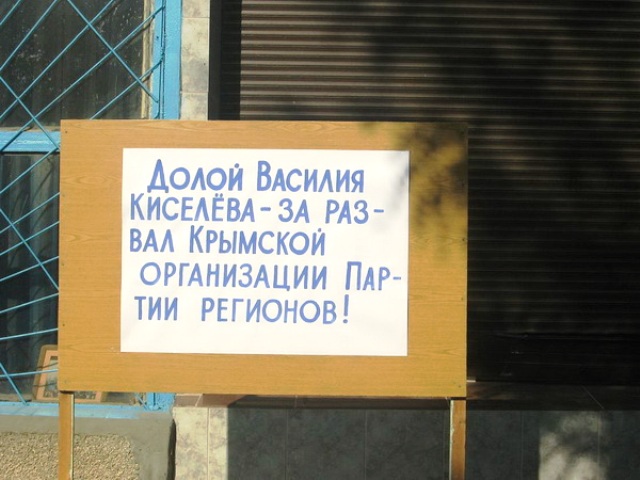 Долой Василия
Киселёва - за раз-
вал Крымской
организации Пар-
тии регионов!